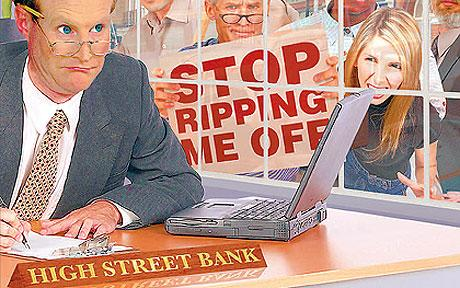 STOP
RIPPING
ME OFF
HIGH STREET BANK